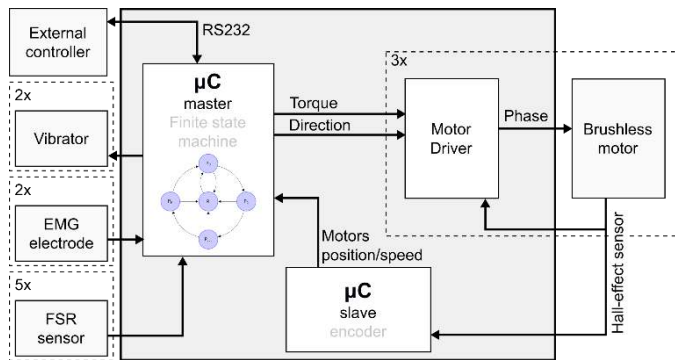 External
controller
RS232
2x
Vibrator
2x
EMG
electrode
5x
FSR
sensor
μC
master
Finite state
machine
Torque
Direction
3x
Motor
Driver
Phase
Brushless
motor
Hall-effect sensor
Motors
position/speed
μC
slave
encoder